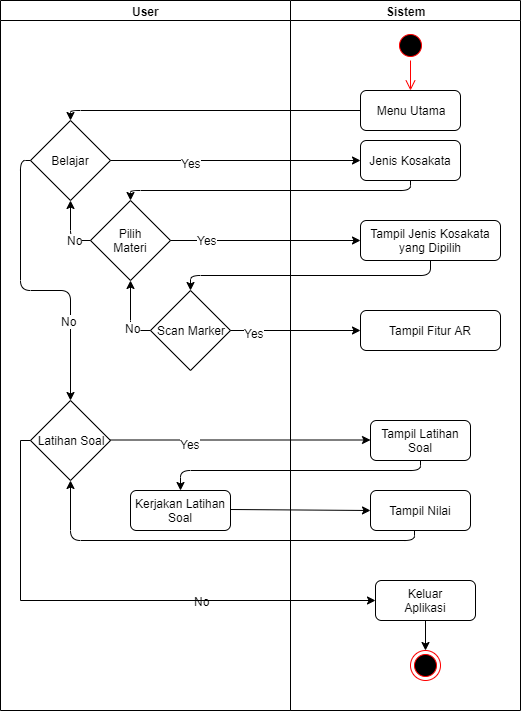 User
Sistem
Menu Utama
Belajar
Yes
Jenis Kosakata
Pilih
Materi
No
Yes
Tampil Jenis Kosakata
yang Dipilih
No
Scan Marker
No
Yes
Tampil Fitur AR
Latihan Soal
Yes
Tampil Latihan
Soal
Kerjakan Latihan
Soal
Tampil Nilai
No
Keluar
Aplikasi